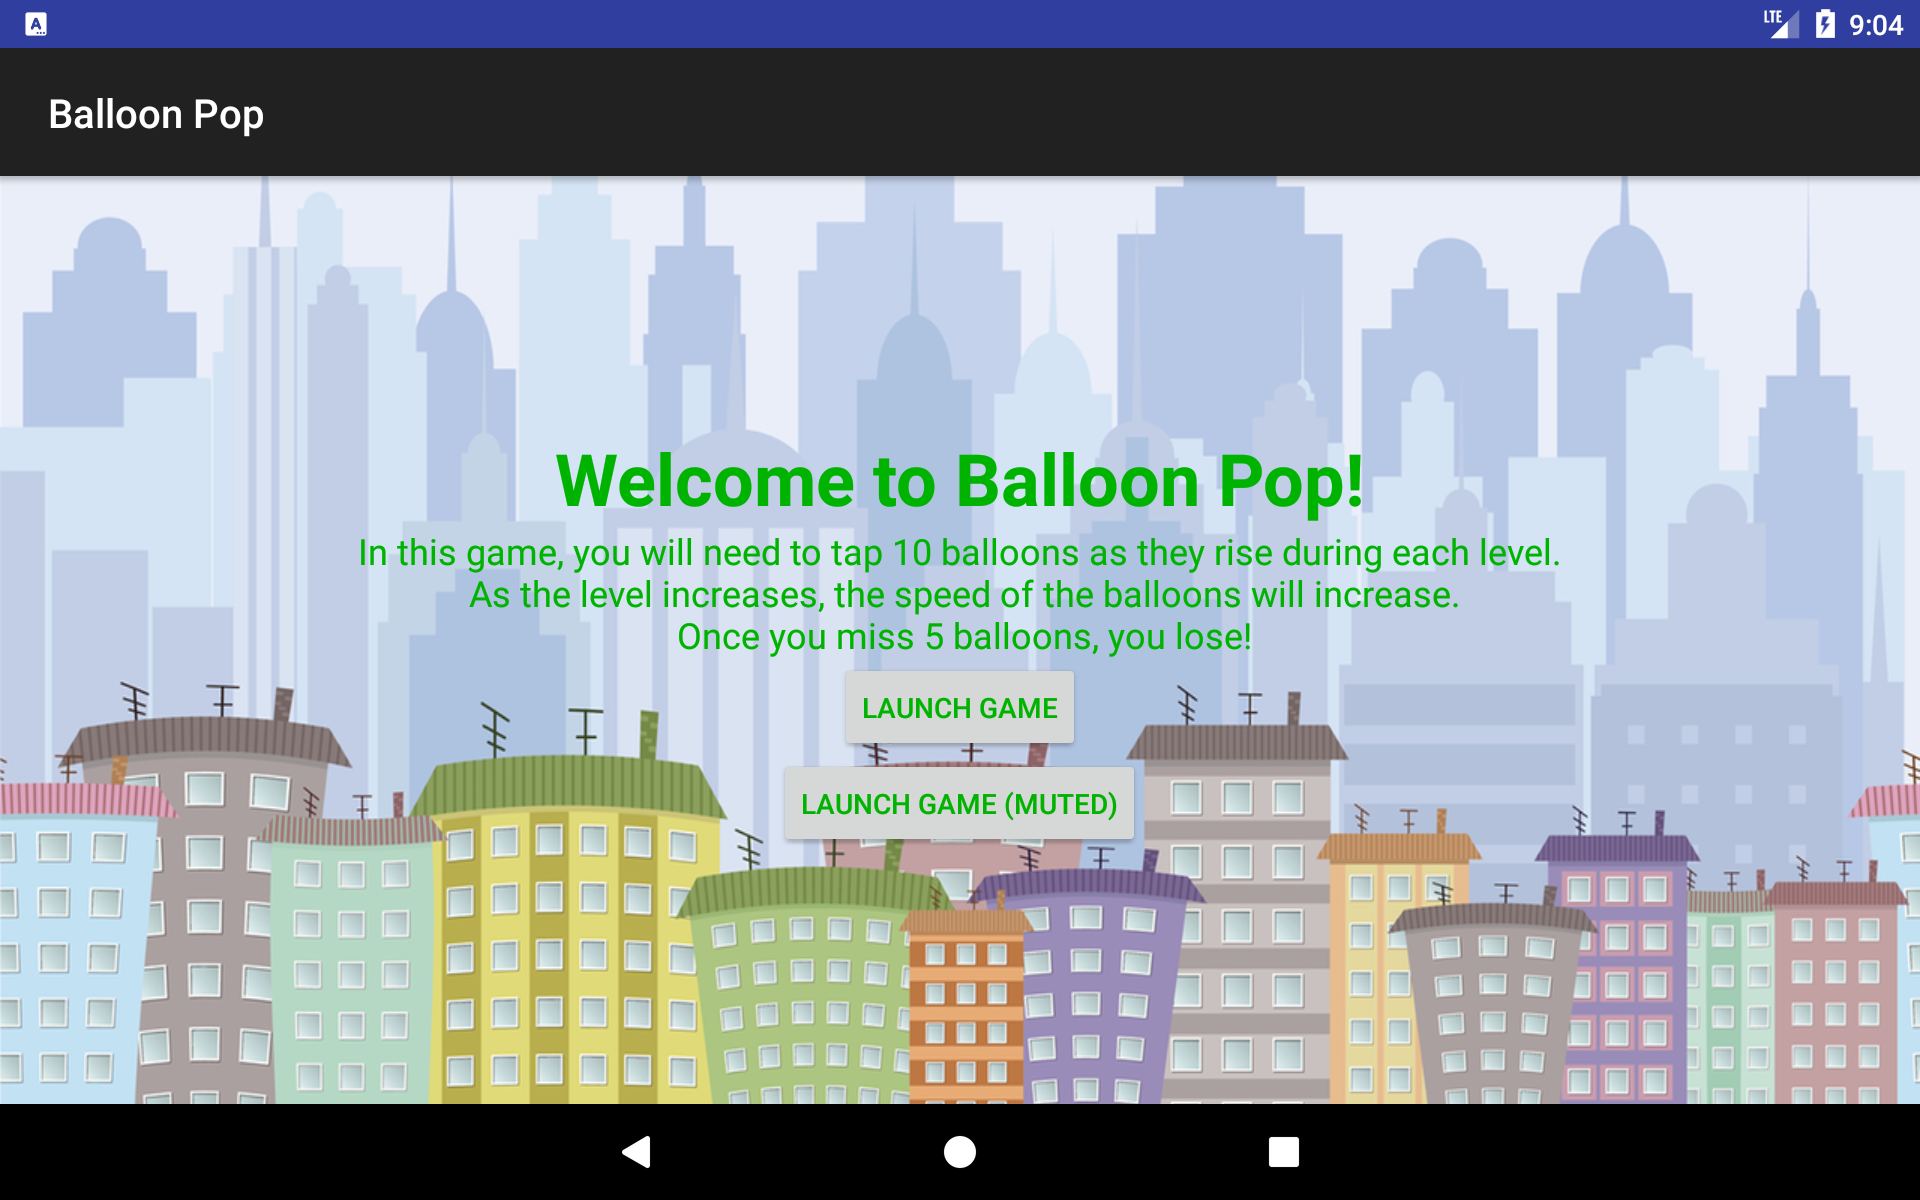 LTE 9:04
Balloon Pop
Welcome to Balloon Pop!
In this game, you will need to tap 10 balloons as they rise during each level.
As the level increases, the speed of the balloons will increase.
Once you miss 5 balloons, you lose!
LAUNCH GAME
LAUNCH GAME (MUTED)